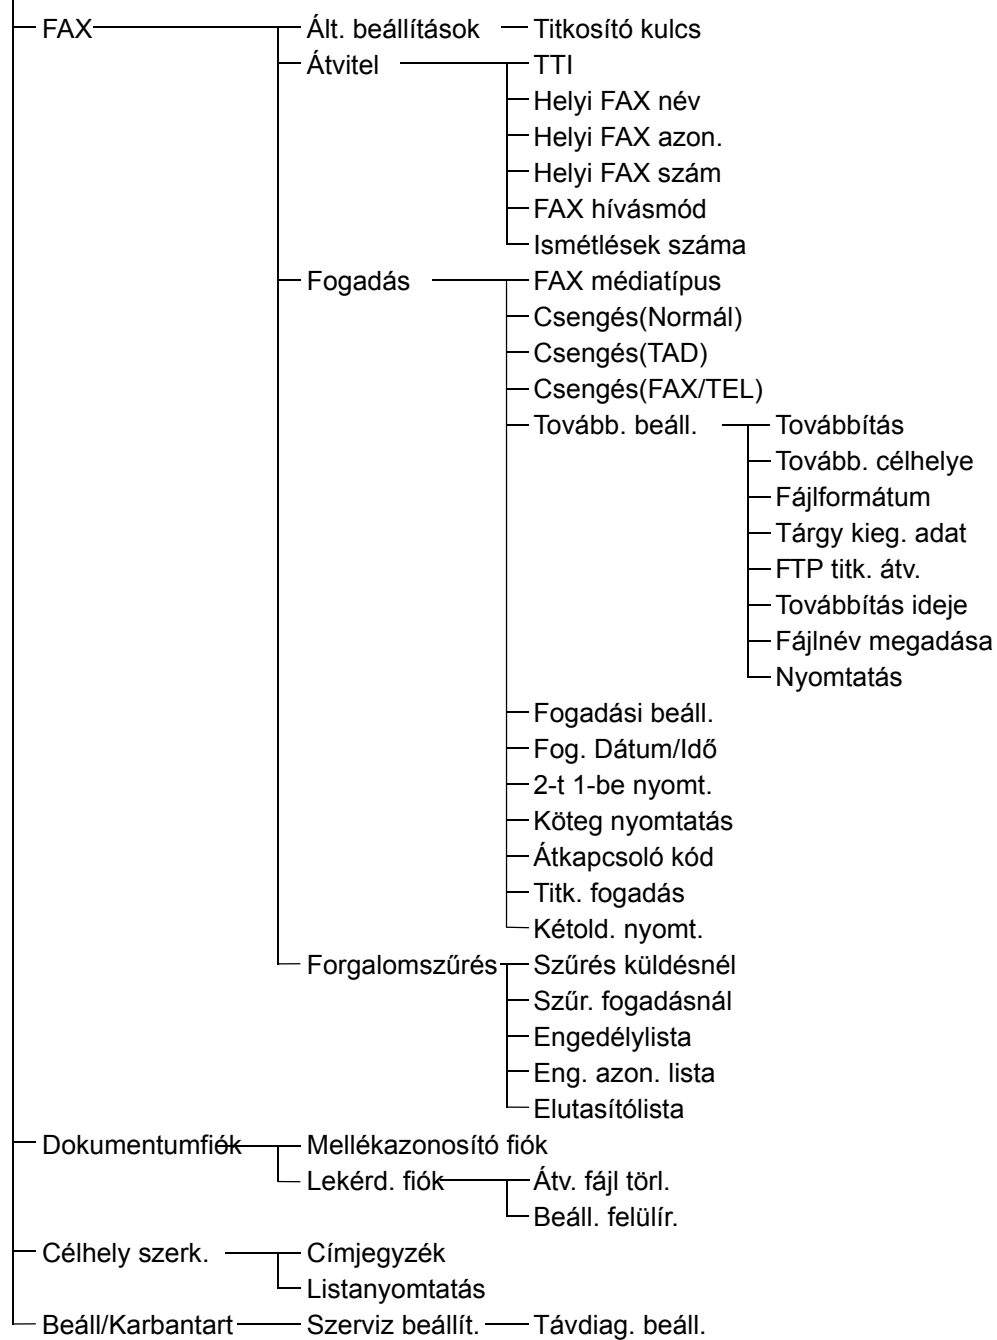 FAX Ált. beállítások Titkosító kulcs
Átvitel TTI
Helyi FAX név
Helyi FAX azon.
Helyi FAX szám
FAX hívásmód
Ismétlések száma
Fogadás FAX médiatípus
Csengés(Normál)
Csengés(TAD)
Csengés(FAX/TEL)
Tovább. beáll. Továbbítás
Tovább. célhelye
Fájlformátum
Tárgy kieg. adat
FTP titk. átv.
Továbbítás ideje
Fájlnév megadása
Nyomtatás
Fogadási beáll.
Fog. Dátum/Idő
2-t 1-be nyomt.
Köteg nyomtatás
Átkapcsoló kód
Titk. fogadás
Kétold. nyomt.
Forgalomszűrés Szűrés küldésnél
Szűr. fogadásnál
Engedélylista
Eng. azon. lista
Elutasítólista
Dokumentumfiók Mellékazonosító fiók
Lekérd. fiók Átv. fájl törl.
Beáll. felülír.
Célhely szerk. Címjegyzék
Listanyomtatás
Beáll/Karbantart Szerviz beállít. Távdiag. beáll.